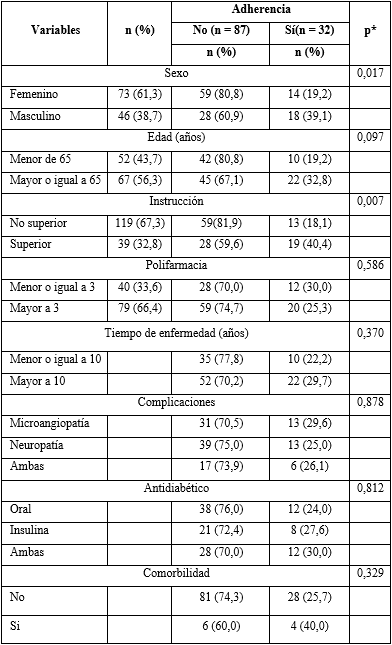 Variables n (%) Adherencia p*
No (n = 87) Sí(n = 32)
n (%) n (%)
Sexo 0,017
Femenino 73 (61,3) 59 (80,8) 14 (19,2)
Masculino 46 (38,7) 28 (60,9) 18 (39,1)
Edad (años) 0,097
Menor de 65 52 (43,7) 42 (80,8) 10 (19,2)
Mayor o igual a 65 67 (56,3) 45 (67,1) 22 (32,8)
Instrucción 0,007
No superior 119 (67,3) 59(81,9) 13 (18,1)
Superior 39 (32,8) 28 (59,6) 19 (40,4)
Polifarmacia 0,586
Menor o igual a 3 40 (33,6) 28 (70,0) 12 (30,0)
Mayor a 3 79 (66,4) 59 (74,7) 20 (25,3)
Tiempo de enfermedad (años) 0,370
Menor o igual a 10 35 (77,8) 10 (22,2)
Mayor a 10 52 (70,2) 22 (29,7)
Complicaciones 0,878
Microangiopatía 31 (70,5) 13 (29,6)
Neuropatía 39 (75,0) 13 (25,0)
Ambas 17 (73,9) 6 (26,1)
Antidiabético 0,812
Oral 38 (76,0) 12 (24,0)
Insulina 21 (72,4) 8 (27,6)
Ambas 28 (70,0) 12 (30,0)
Comorbilidad 0,329
No 81 (74,3) 28 (25,7)
Si 6 (60,0) 4 (40,0)